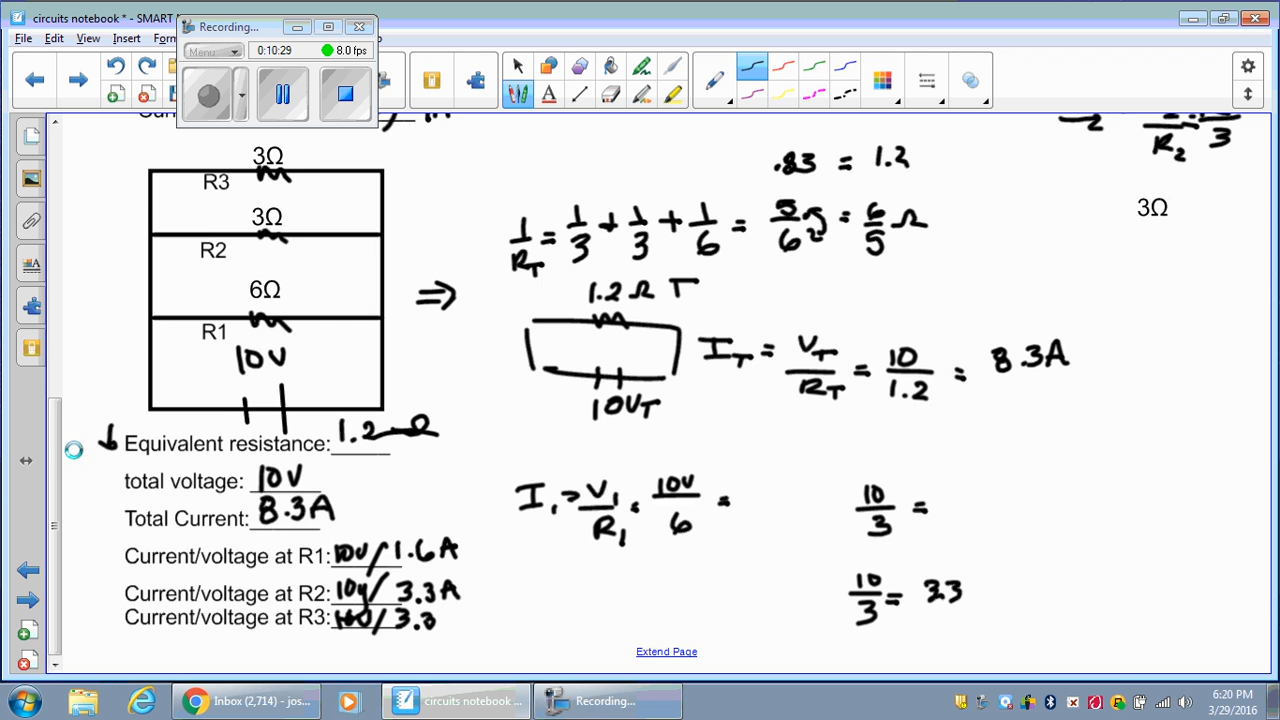 circuits notebook * - SMART
Recording...
File Edit View Insert
Menu 0:10:29 8.0 fps
3Ω
R3
3Ω
R2
6Ω
R1
10V
.83 = 1.2
1/RT = 1/3 + 1/3 + 1/6 = 5/6 = 6/5 Ω
1.2 Ω T
10VT
IT = VT/RT = 10/1.2 = 8.3A
3Ω
R2
3
Equivalent resistance: 1.2 Ω
total voltage: 10V
Total Current: 8.3A
Current/voltage at R1: 10V/1.6A
Current/voltage at R2: 10V/3.3A
Current/voltage at R3: 10V/3.3
I1 = V1/R1 = 10V/6 =
10/3 =
10/3 = 33
Extend Page
Inbox (2,714) - jos...
circuits notebook ...
Recording...
6:20 PM
3/29/2016